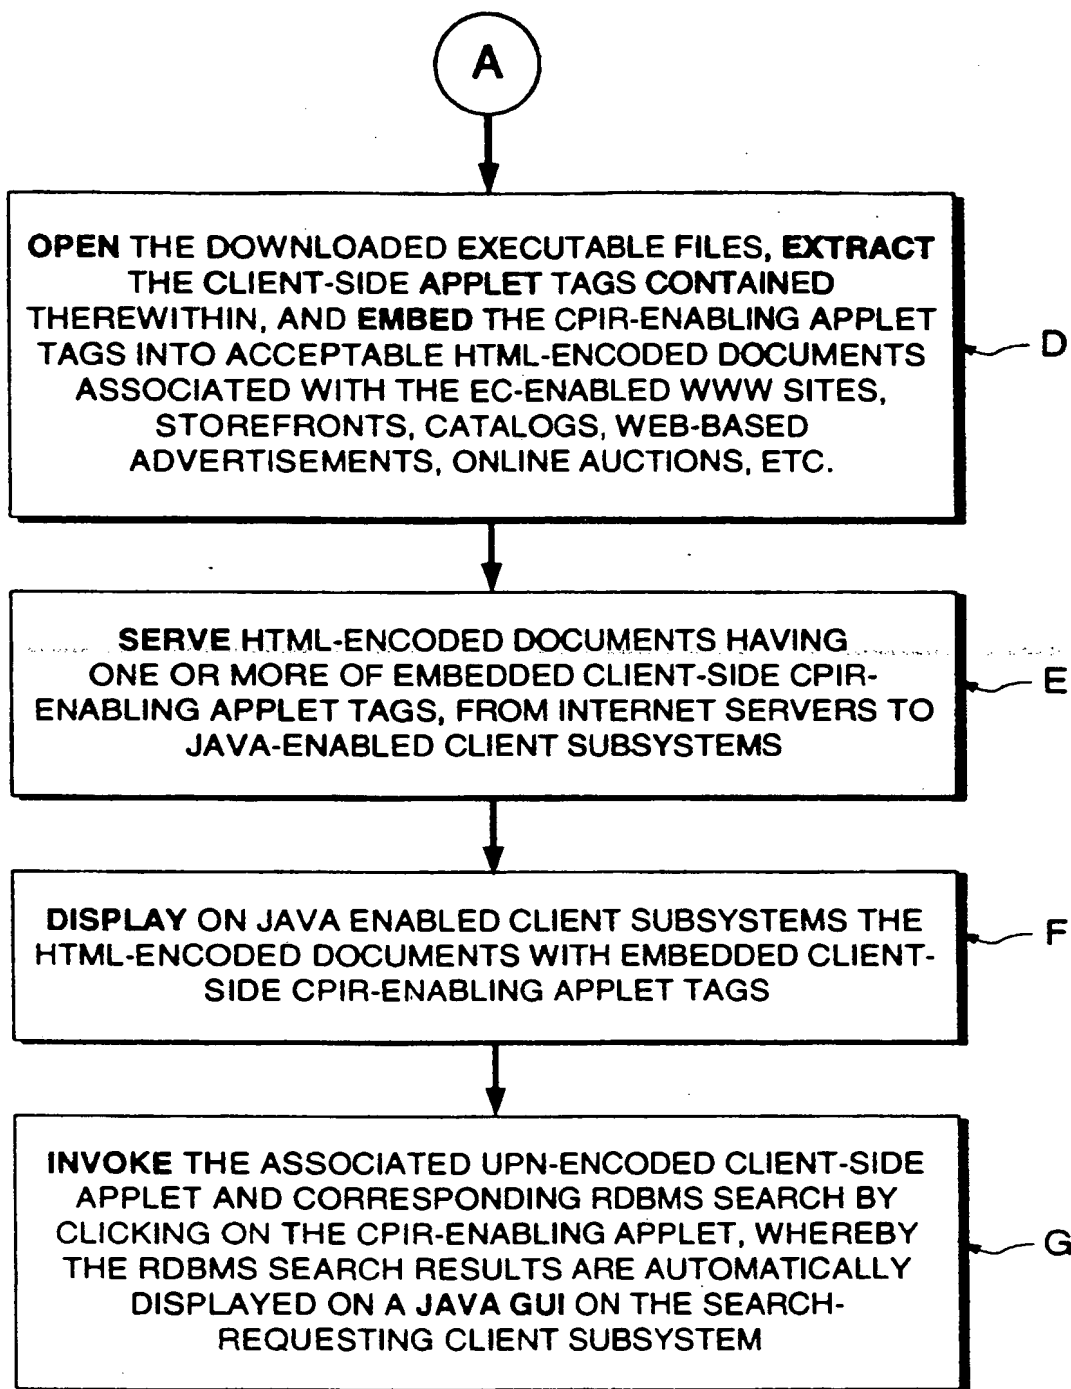 A
OPEN THE DOWNLOADED EXECUTABLE FILES, EXTRACT
THE CLIENT-SIDE APPLET TAGS CONTAINED
THEREWITHIN, AND EMBED THE CPIR-ENABLING APPLET
TAGS INTO ACCEPTABLE HTML-ENCODED DOCUMENTS
ASSOCIATED WITH THE EC-ENABLED WWW SITES,
STOREFRONTS, CATALOGS, WEB-BASED
ADVERTISEMENTS, ONLINE AUCTIONS, ETC.
D
SERVE HTML-ENCODED DOCUMENTS HAVING
ONE OR MORE OF EMBEDDED CLIENT-SIDE CPIR-
ENABLING APPLET TAGS, FROM INTERNET SERVERS TO
JAVA-ENABLED CLIENT SUBSYSTEMS
E
DISPLAY ON JAVA ENABLED CLIENT SUBSYSTEMS THE
HTML-ENCODED DOCUMENTS WITH EMBEDDED CLIENT-
SIDE CPIR-ENABLING APPLET TAGS
F
INVOKE THE ASSOCIATED UPN-ENCODED CLIENT-SIDE
APPLET AND CORRESPONDING RDBMS SEARCH BY
CLICKING ON THE CPIR-ENABLING APPLET, WHEREBY
THE RDBMS SEARCH RESULTS ARE AUTOMATICALLY
DISPLAYED ON A JAVA GUI ON THE SEARCH-
REQUESTING CLIENT SUBSYSTEM
G